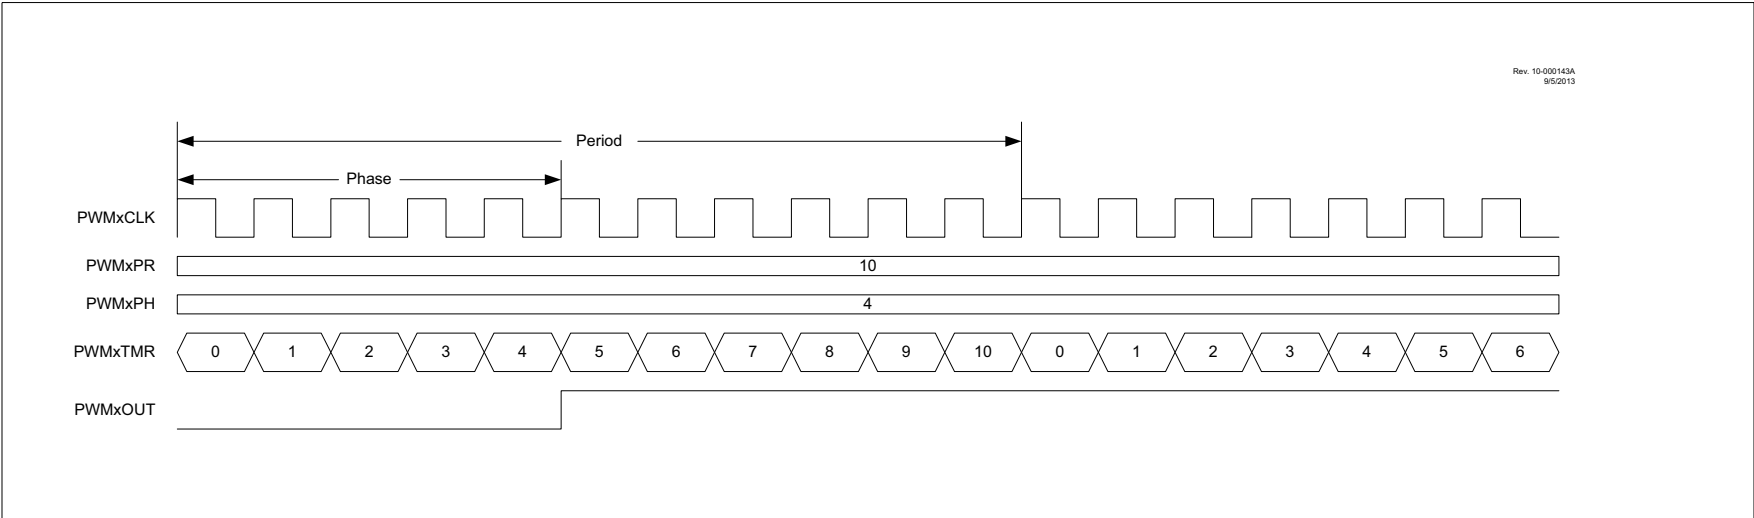 Rev. 10-000143A
9/5/2013
Period
Phase
PWMxCLK
PWMxPR 10
PWMxPH 4
PWMxTMR 0 1 2 3 4 5 6 7 8 9 10 0 1 2 3 4 5 6
PWMxOUT